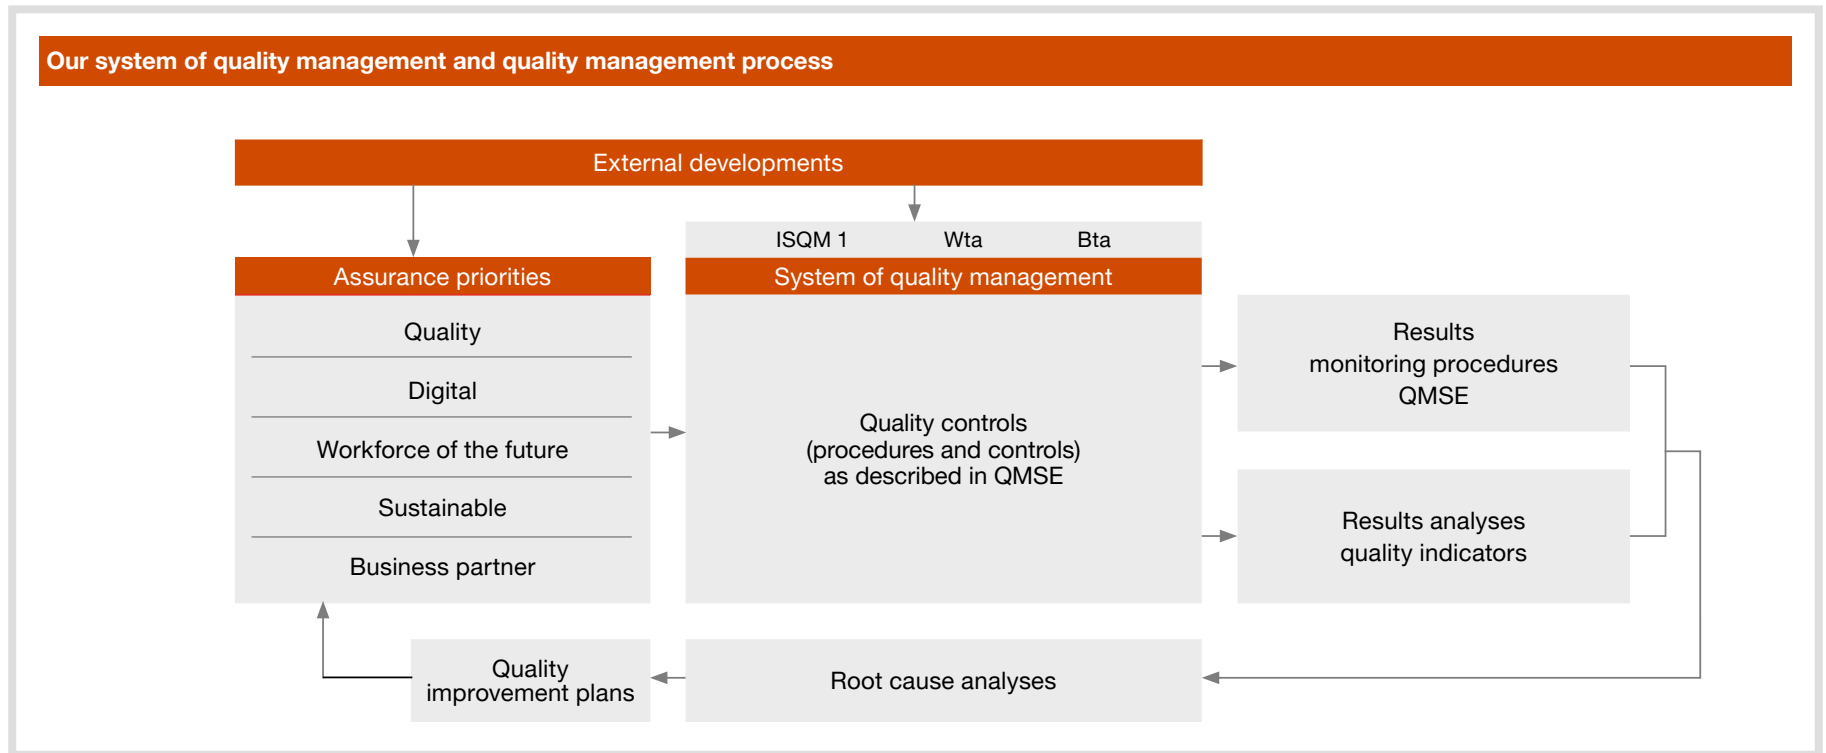 Our system of quality management and quality management process
External developments
ISQM 1 Wta Bta
Assurance priorities
System of quality management
Quality
Digital
Workforce of the future
Sustainable
Business partner
Quality controls
(procedures and controls)
as described in QMSE
Results
monitoring procedures
QMSE
Results analyses
quality indicators
Quality
improvement plans
Root cause analyses